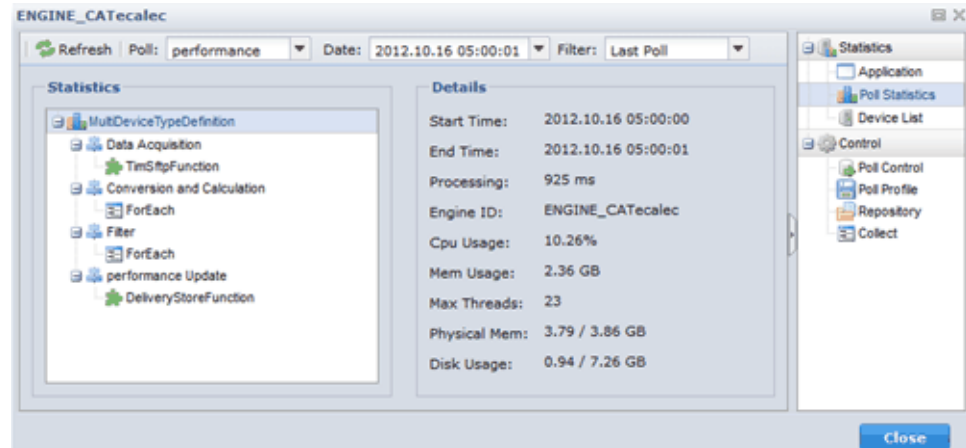 ENGINE_CATecalec
Refresh Poll: performance Date: 2012.10.16 05:00:01 Filter: Last Poll
Statistics
MultiDeviceTypeDefinition
Data Acquisition
TimSftpFunction
Conversion and Calculation
ForEach
Filter
ForEach
performance Update
DeliveryStoreFunction
Details
Start Time: 2012.10.16 05:00:00
End Time: 2012.10.16 05:00:01
Processing: 925 ms
Engine ID: ENGINE_CATecalec
Cpu Usage: 10.26%
Mem Usage: 2.36 GB
Max Threads: 23
Physical Mem: 3.79 / 3.86 GB
Disk Usage: 0.94 / 7.26 GB
Statistics
Application
Poll Statistics
Device List
Control
Poll Control
Poll Profile
Repository
Collect
Close